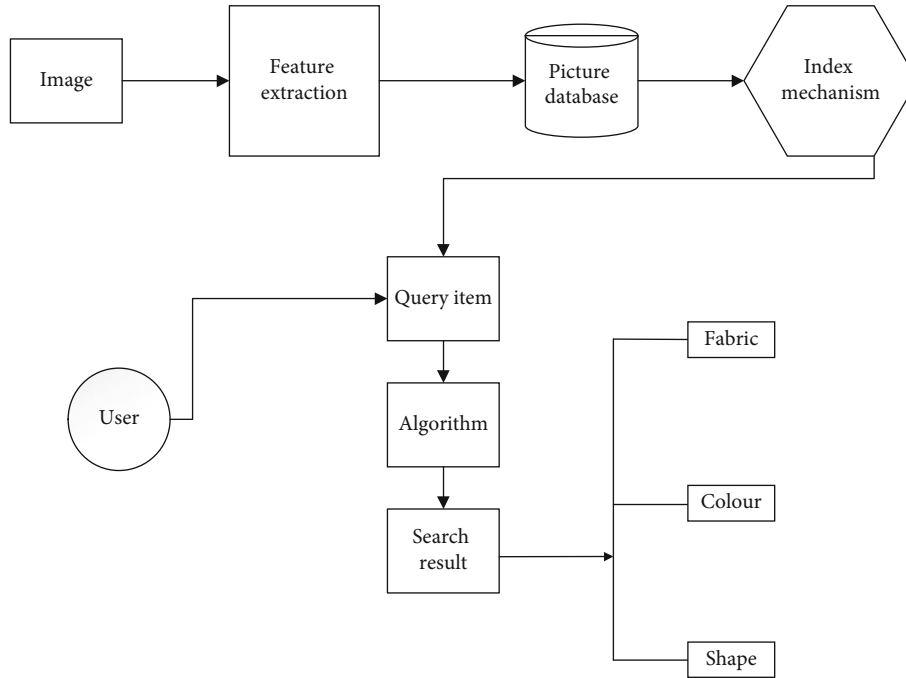 Image
Feature
extraction
Picture
database
Index
mechanism
Query item
User
Algorithm
Search
result
Fabric
Colour
Shape